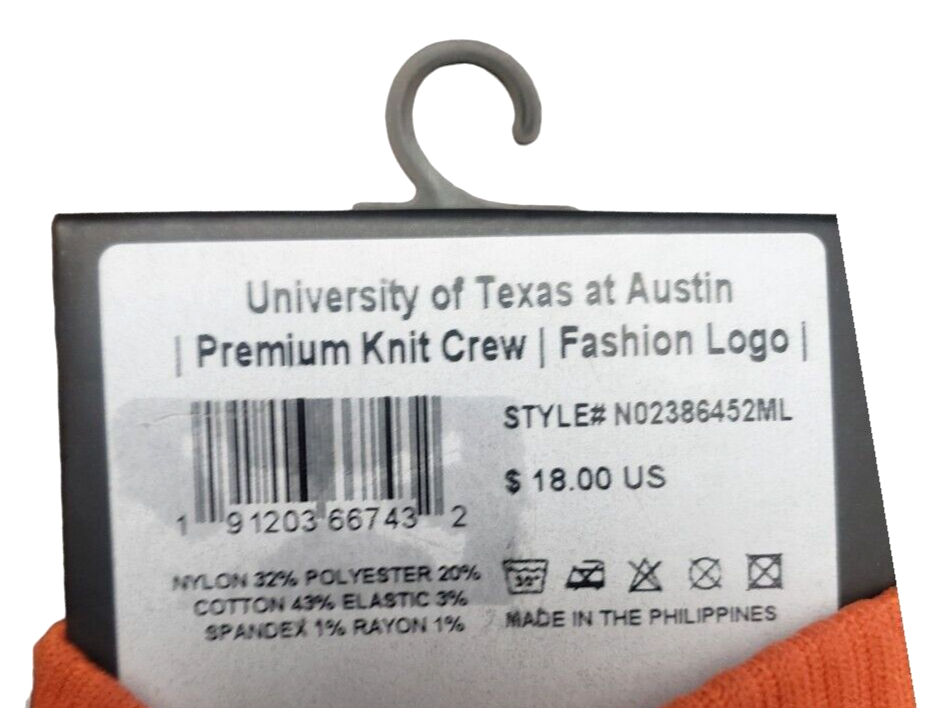 University of Texas at Austin
| Premium Knit Crew | Fashion Logo |
STYLE# N02386452ML
$ 18.00 US
1 91203 66743 2
NYLON 32% POLYESTER 20%
COTTON 43% ELASTIC 3%
SPANDEX 1% RAYON 1%
30°
MADE IN THE PHILIPPINES